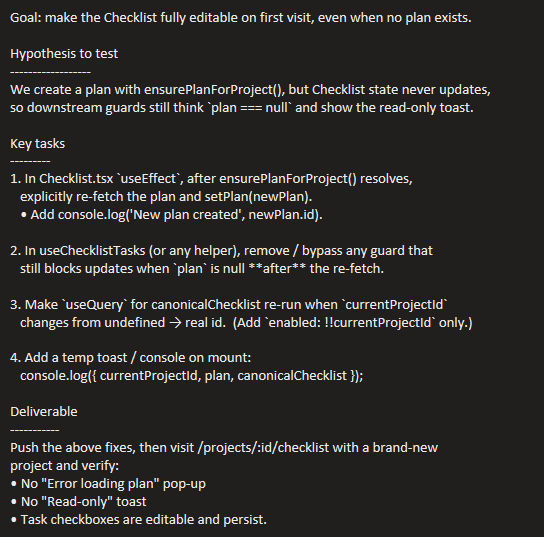 Goal: make the Checklist fully editable on first visit, even when no plan exists.
Hypothesis to test
------------------
We create a plan with ensurePlanForProject(), but Checklist state never updates,
so downstream guards still think `plan === null` and show the read-only toast.
Key tasks
---------
1. In Checklist.tsx `useEffect`, after ensurePlanForProject() resolves,
explicitly re-fetch the plan and setPlan(newPlan).
• Add console.log('New plan created', newPlan.id).
2. In useChecklistTasks (or any helper), remove / bypass any guard that
still blocks updates when `plan` is null **after** the re-fetch.
3. Make `useQuery` for canonicalChecklist re-run when `currentProjectId`
changes from undefined → real id. (Add `enabled: !!currentProjectId` only.)
4. Add a temp toast / console on mount:
console.log({ currentProjectId, plan, canonicalChecklist });
Deliverable
-----------
Push the above fixes, then visit /projects/:id/checklist with a brand-new
project and verify:
• No "Error loading plan" pop-up
• No "Read-only" toast
• Task checkboxes are editable and persist.